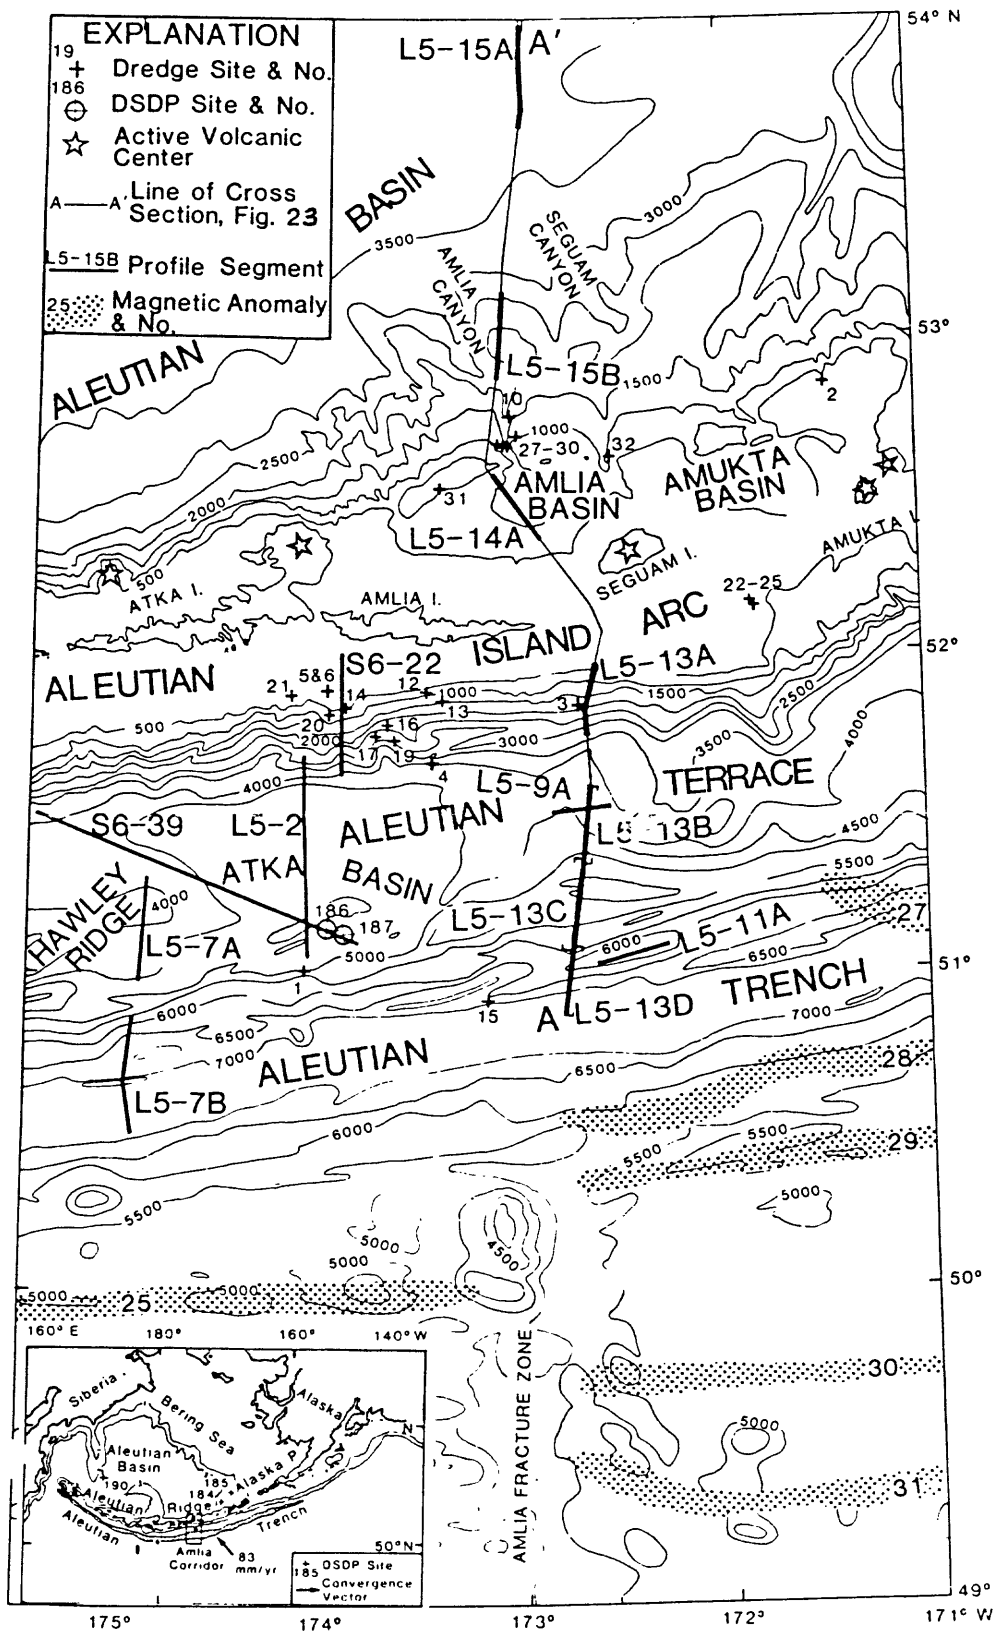 54° N
EXPLANATION
19
Dredge Site & No.
186
DSDP Site & No.
Active Volcanic
Center
A A' Line of Cross
Section, Fig. 23
L5-15B Profile Segment
25 Magnetic Anomaly
& No.
L5-15A A'
BASIN
3500
3000
SEGUAM
CANYON
AMLIA
CANYON
53°
ALEUTIAN
L5-15B
1500
10
2
1000
27-30
32
2500
AMLIA
BASIN
AMUKTA
BASIN
31
2000
L5-14A
AMUKTA I.
500
SEGUAM I.
ATKA I.
AMLIA I.
22-25
ISLAND
ARC
52°
S6-22
L5-13A
ALEUTIAN
21
5&6
12
14
1000
1500
3
2500
13
500
20
16
2000
17
19
3000
3500
4000
4
4000
L5-9A
TERRACE
S6-39
L5-2
ALEUTIAN
L5-13B
4500
ATKA
BASIN
5500
HAWLEY
RIDGE
4000
186
187
L5-13C
L5-11A
27
L5-7A
5000
6000
6500
51°
1
15
A
L5-13D
TRENCH
6000
6500
7000
7000
ALEUTIAN
6500
28
L5-7B
6000
5500
29
5500
5500
5000
5000
4500
5000
50°
5000
25
5000
160° E
180°
160°
140° W
30
Siberia
Bering Sea
Alaska
N
5000
Aleutian
Basin
190
185
184
Alaska P.
31
Aleutian
Ridge
Aleutian
Trench
Amlia
Corridor
83
mm/yr
50°N
185 DSDP Site
Convergence
Vector
AMLIA FRACTURE ZONE
49°
175°
174°
173°
172°
171° W